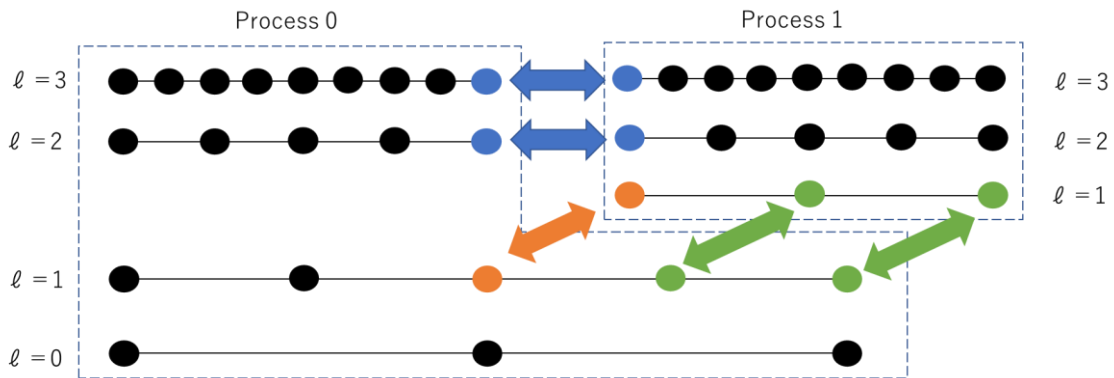 Process 0
Process 1
ℓ = 3
ℓ = 3
ℓ = 2
ℓ = 2
ℓ = 1
ℓ = 1
ℓ = 0